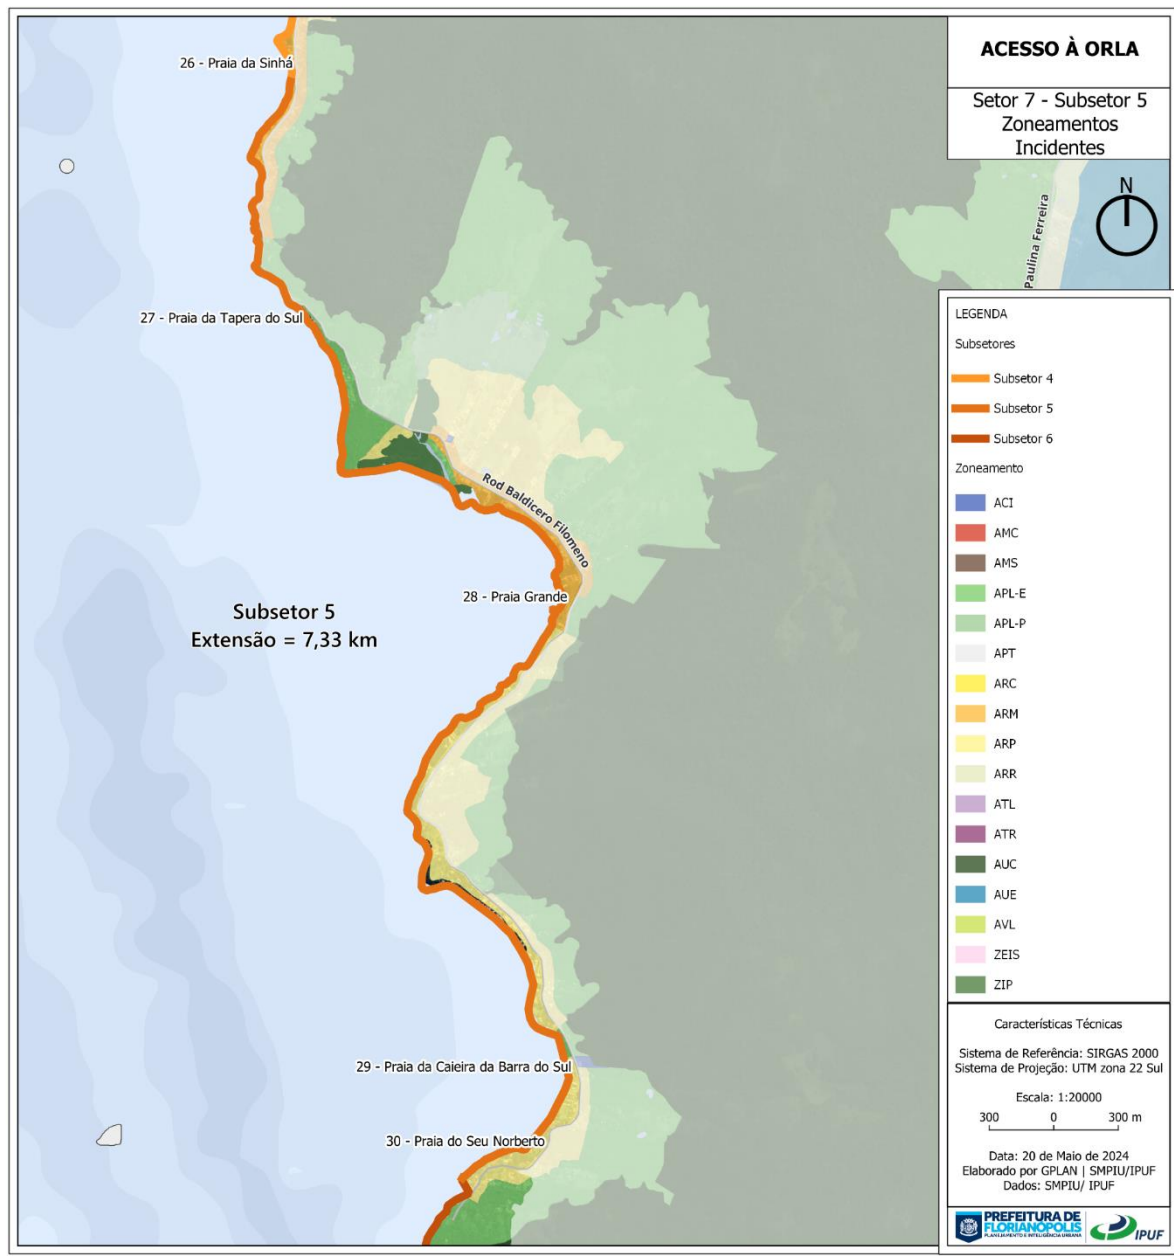 ACESSO À ORLA
Setor 7 - Subsetor 5
Zoneamentos
Incidentes
N
Paulina Ferreira
26 - Praia da Sinhá
27 - Praia da Tapera do Sul
Rod Baldicero Filomeno
28 - Praia Grande
Subsetor 5
Extensão = 7,33 km
29 - Praia da Caieira da Barra do Sul
30 - Praia do Seu Norberto
LEGENDA
Subsetores
Subsetor 4
Subsetor 5
Subsetor 6
Zoneamento
ACI
AMC
AMS
APL-E
APL-P
APT
ARC
ARM
ARP
ARR
ATL
ATR
AUC
AUE
AVL
ZEIS
ZIP
Características Técnicas
Sistema de Referência: SIRGAS 2000
Sistema de Projeção: UTM zona 22 Sul
Escala: 1:20000
300 0 300 m
Data: 20 de Maio de 2024
Elaborado por GPLAN | SMPIU/IPUF
Dados: SMPIU/ IPUF
PREFEITURA DE
FLORIANÓPOLIS
PLANEJAMENTO E INTELIGÊNCIA URBANA
IPUF